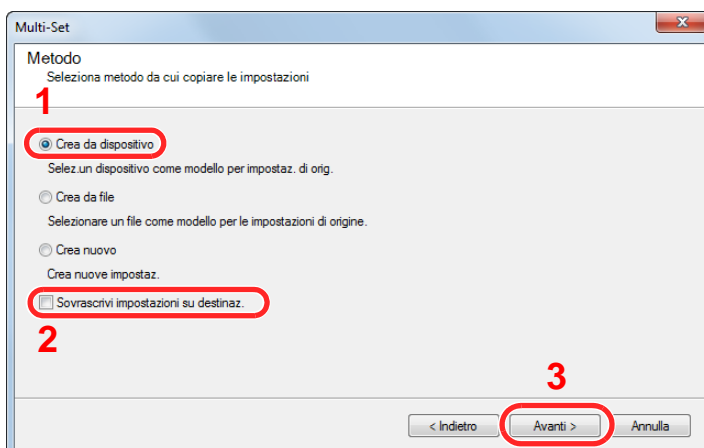 Multi-Set
Metodo
Seleziona metodo da cui copiare le impostazioni
1
Crea da dispositivo
Selez.un dispositivo come modello per impostaz. di orig.
Crea da file
Selezionare un file come modello per le impostazioni di origine.
Crea nuovo
Crea nuove impostaz.
Sovrascrivi impostazioni su destinaz.
2
3
< Indietro Avanti > Annulla